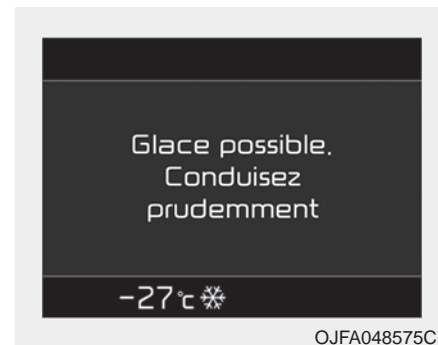 Glace possible.
Conduisez
prudemment
-27°c
OJFA048575C